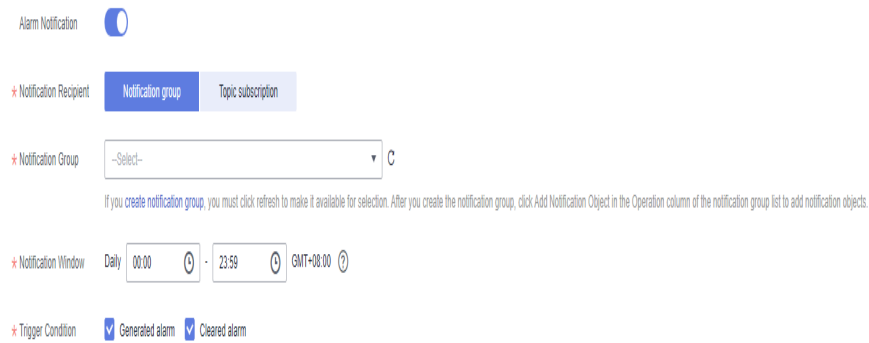 Alarm Notification
* Notification Recipient Notification group Topic subscription
* Notification Group --Select--
If you create notification group, you must click refresh to make it available for selection. After you create the notification group, click Add Notification Object in the Operation column of the notification group list to add notification objects.
* Notification Window Daily 00:00 - 23:59 GMT+08:00 ?
* Trigger Condition Generated alarm Cleared alarm